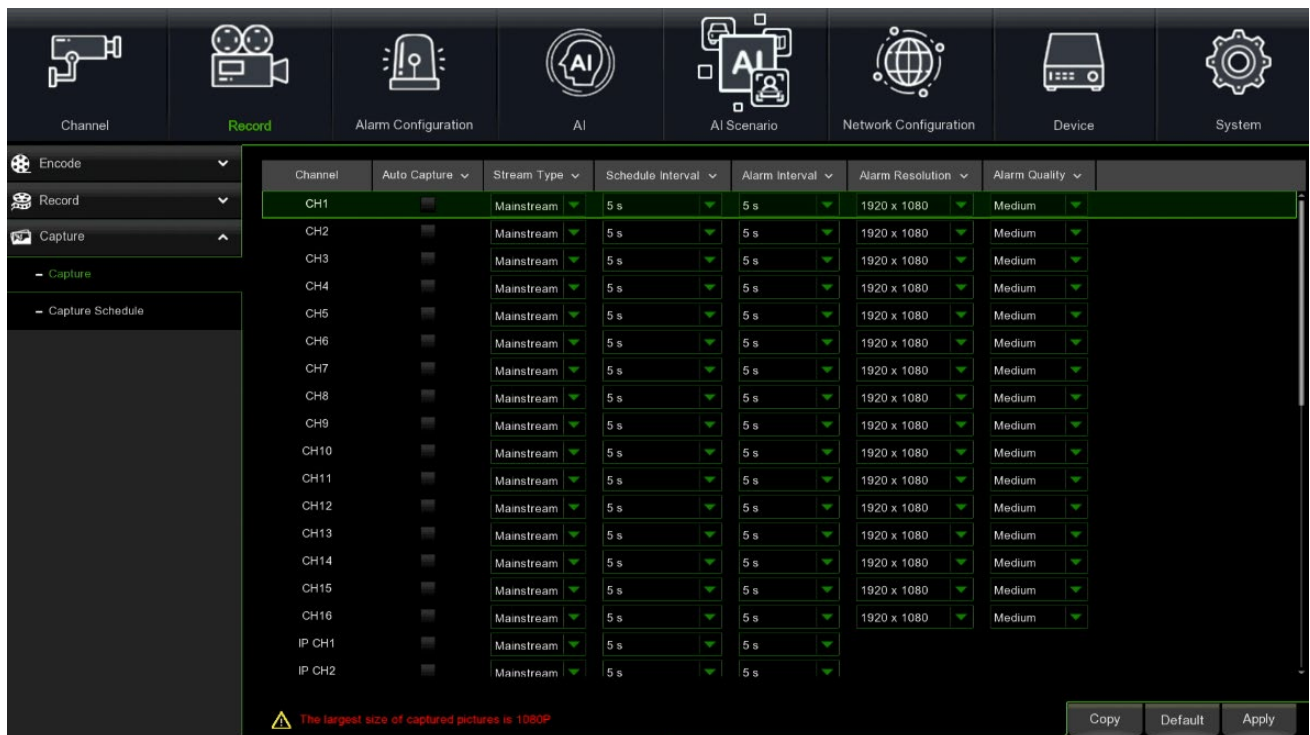 Channel Record Alarm Configuration AI AI Scenario Network Configuration Device System
Encode
Record
Capture
– Capture
– Capture Schedule
Channel Auto Capture Stream Type Schedule Interval Alarm Interval Alarm Resolution Alarm Quality
CH1 Mainstream 5 s 5 s 1920 x 1080 Medium
CH2 Mainstream 5 s 5 s 1920 x 1080 Medium
CH3 Mainstream 5 s 5 s 1920 x 1080 Medium
CH4 Mainstream 5 s 5 s 1920 x 1080 Medium
CH5 Mainstream 5 s 5 s 1920 x 1080 Medium
CH6 Mainstream 5 s 5 s 1920 x 1080 Medium
CH7 Mainstream 5 s 5 s 1920 x 1080 Medium
CH8 Mainstream 5 s 5 s 1920 x 1080 Medium
CH9 Mainstream 5 s 5 s 1920 x 1080 Medium
CH10 Mainstream 5 s 5 s 1920 x 1080 Medium
CH11 Mainstream 5 s 5 s 1920 x 1080 Medium
CH12 Mainstream 5 s 5 s 1920 x 1080 Medium
CH13 Mainstream 5 s 5 s 1920 x 1080 Medium
CH14 Mainstream 5 s 5 s 1920 x 1080 Medium
CH15 Mainstream 5 s 5 s 1920 x 1080 Medium
CH16 Mainstream 5 s 5 s 1920 x 1080 Medium
IP CH1 Mainstream 5 s 5 s
IP CH2 Mainstream 5 s 5 s
The largest size of captured pictures is 1080P
Copy Default Apply